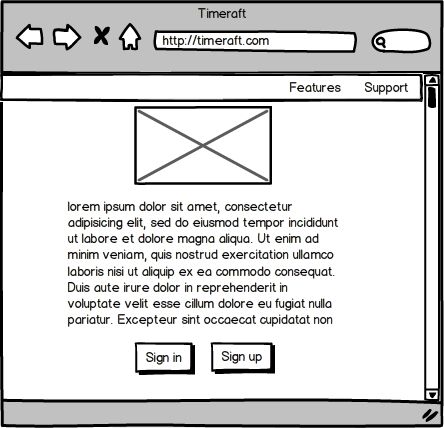 Timeraft
http://timeraft.com
Features Support
lorem ipsum dolor sit amet, consectetur
adipisicing elit, sed do eiusmod tempor incididunt
ut labore et dolore magna aliqua. Ut enim ad
minim veniam, quis nostrud exercitation ullamco
laboris nisi ut aliquip ex ea commodo consequat.
Duis aute irure dolor in reprehenderit in
voluptate velit esse cillum dolore eu fugiat nulla
pariatur. Excepteur sint occaecat cupidatat non
Sign in Sign up